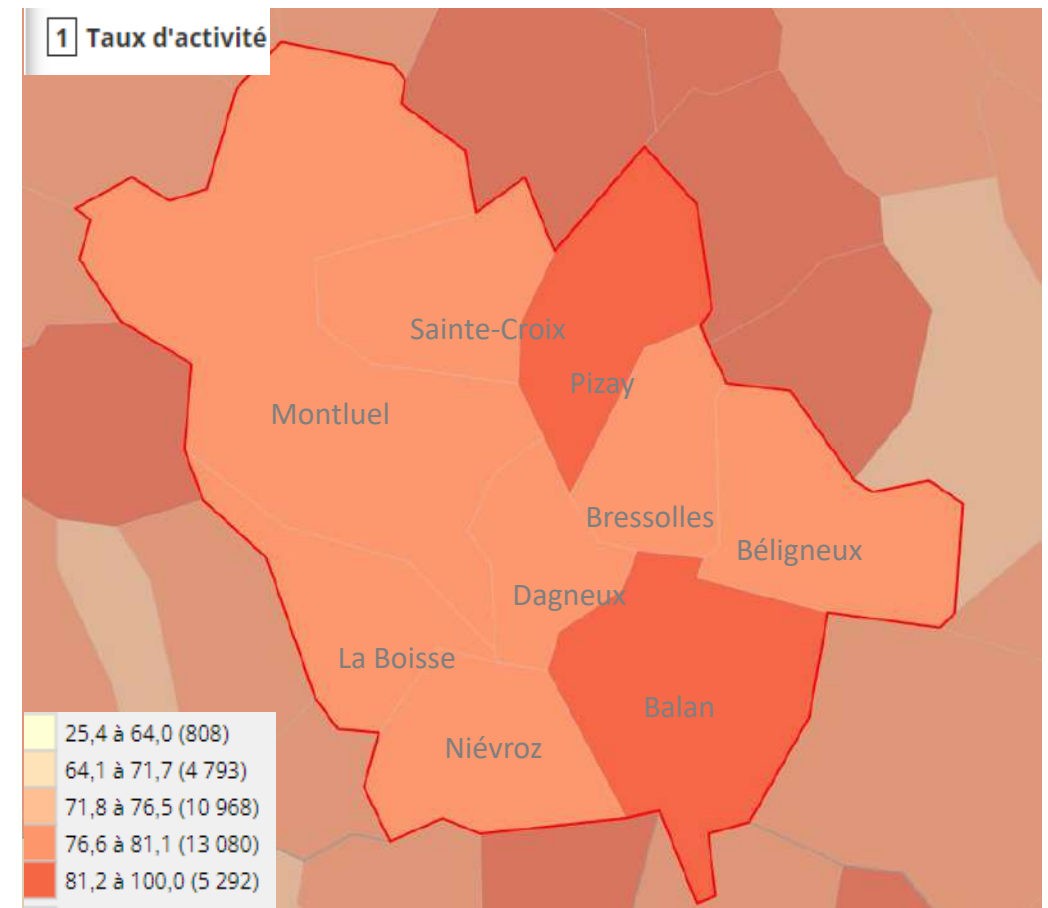 1 Taux d'activité
Sainte-Croix
Pizay
Montluel
Bressolles
Béligneux
Dagneux
La Boisse
Balan
Niévroz
25,4 à 64,0 (808)
64,1 à 71,7 (4 793)
71,8 à 76,5 (10 968)
76,6 à 81,1 (13 080)
81,2 à 100,0 (5 292)